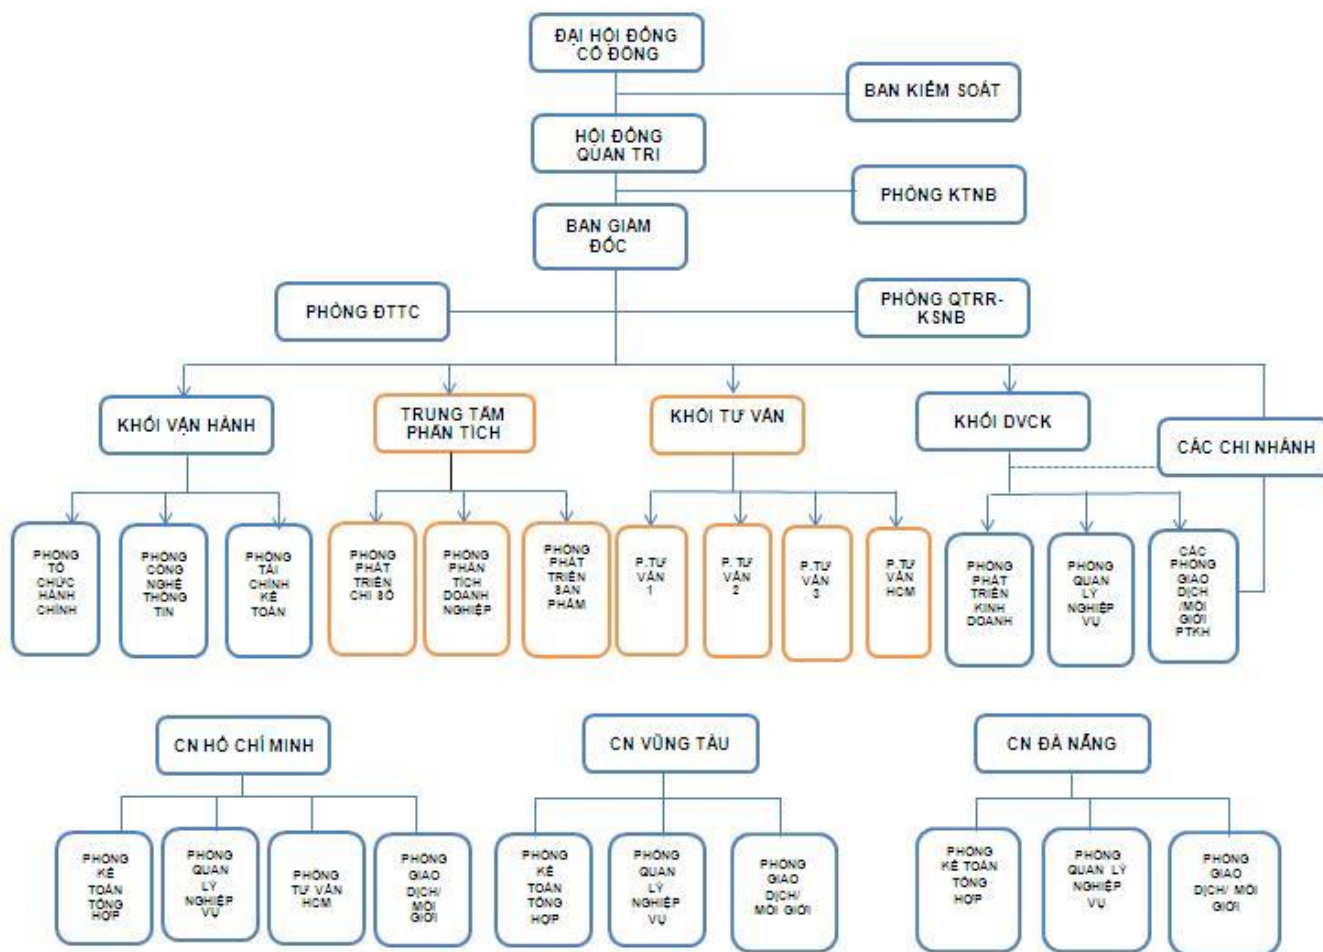 ĐẠI HỘI ĐỒNG
CỔ ĐÔNG
BAN KIỂM SOÁT
HỘI ĐỒNG
QUẢN TRỊ
PHÒNG KTNB
BAN GIÁM
ĐỐC
PHÒNG ĐTTC
PHÒNG QTRR-
KSNB
KHỐI VẬN HÀNH
TRUNG TÂM
PHÂN TÍCH
KHỐI TƯ VẤN
KHỐI DVCK
CÁC CHI NHÁNH
PHÒNG
TỔ
CHỨC
HÀNH
CHÍNH
PHÒNG
CÔNG
NGHỆ
THÔNG
TIN
PHÒNG
TÀI
CHÍNH
KẾ
TOÁN
PHÒNG
PHÁT
TRIỂN
CHỈ SỐ
PHÒNG
PHÂN
TÍCH
DOANH
NGHIỆP
PHÒNG
PHÁT
TRIỂN
SẢN
PHẨM
P.TƯ
VẤN
1
P.TƯ
VẤN
2
P.TƯ
VẤN
3
P.TƯ
VẤN
HCM
PHÒNG
PHÁT
TRIỂN
KINH
DOANH
PHÒNG
QUẢN
LÝ
NGHIỆP
VỤ
CÁC
PHÒNG
GIAO
DỊCH
/MÔI
GIỚI
PTKH
CN HỒ CHÍ MINH
CN VŨNG TÀU
CN ĐÀ NẴNG
PHÒNG
KẾ
TOÁN
TỔNG
HỢP
PHÒNG
QUẢN
LÝ
NGHIỆP
VỤ
PHÒNG
TƯ VẤN
HCM
PHÒNG
GIAO
DỊCH/
MÔI
GIỚI
PHÒNG
KẾ
TOÁN
TỔNG
HỢP
PHÒNG
QUẢN
LÝ
NGHIỆP
VỤ
PHÒNG
GIAO
DỊCH/
MÔI GIỚI
PHÒNG
KẾ TOÁN
TỔNG
HỢP
PHÒNG
QUẢN LÝ
NGHIỆP
VỤ
PHÒNG
GIAO
DỊCH/ MÔI
GIỚI